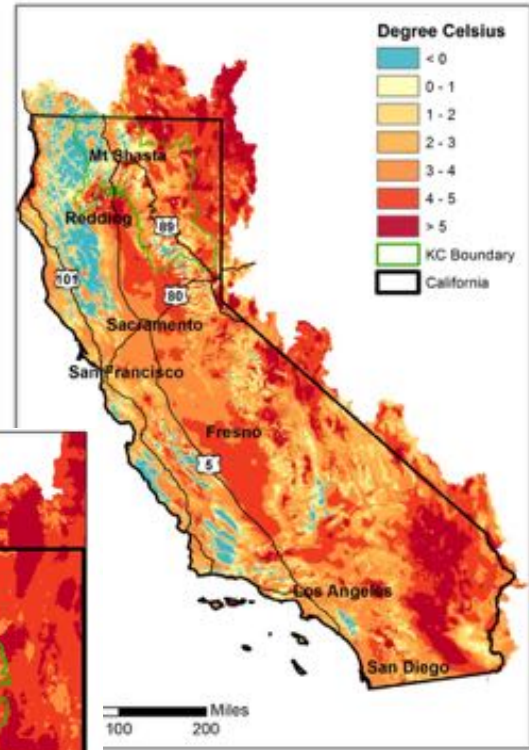 Degree Celsius
< 0
0 - 1
1 - 2
2 - 3
3 - 4
4 - 5
> 5
KC Boundary
California
Mt Shasta
Redding
89
101
80
Sacramento
San Francisco
Fresno
5
Los Angeles
San Diego
Miles
100
200